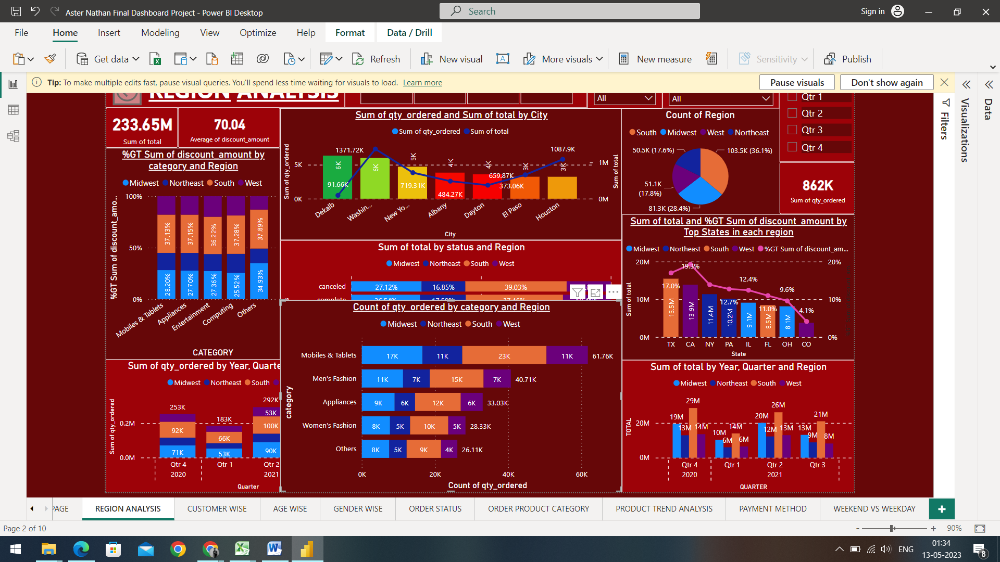 Aster Nathan Final Dashboard Project - Power BI Desktop
Search
Sign in
File Home Insert Modeling View Optimize Help Format Data / Drill
Get data Refresh New visual More visuals New measure Sensitivity Publish
Tip: To make multiple edits fast, pause visual queries. You'll spend less time waiting for visuals to load. Learn more
Pause visuals Don't show again
REGION ANALYSIS
All All
Qtr 1
Qtr 2
Qtr 3
Qtr 4
Filters
Visualizations
Data
233.65M
Sum of total
70.04
Average of discount_amount
%GT Sum of discount_amount by
category and Region
Midwest Northeast South West
%GT Sum of discount_amo...
100%
50%
0%
37.13% 37.15% 36.22% 37.28% 37.89%
28.20% 27.70% 27.36% 25.52% 34.93%
Mobiles & Tablets Appliances Entertainment Computing Others
CATEGORY
Sum of qty_ordered and Sum of total by City
Sum of qty_ordered Sum of total
Sum of qty_ordered
5K
0K
6K 6K 5K 4K 4K 3K 3K
91.66K 1371.72K 719.31K 484.27K 659.87K 373.06K 1087.9K
1M
0M
Sum of total
Dekalb Washin... New Yo... Albany Dayton El Paso Houston
City
Count of Region
South Midwest West Northeast
50.5K (17.6%) 103.5K (36.1%)
51.1K
(17.8%)
81.3K (28.4%)
862K
Sum of qty_ordered
Sum of total by status and Region
Midwest Northeast South West
canceled 27.12% 16.85% 39.03%
Sum of total and %GT Sum of discount_amount by
Top States in each region
Midwest Northeast South West %GT Sum of discount_am...
Sum of total
20M
10M
0M
17.0% 19.3% 12.7% 12.4% 11.0% 9.6% 4.1%
15.5M 13.9M 11.4M 10.2M 9.1M 8.5M 8.1M
20%
10%
0%
TX CA NY PA IL FL OH CO
State
Count of qty_ordered by category and Region
Midwest Northeast South West
category
Mobiles & Tablets 17K 11K 23K 11K 61.76K
Men's Fashion 11K 7K 15K 7K 40.71K
Appliances 9K 6K 12K 6K 33.03K
Women's Fashion 8K 5K 10K 5K 28.33K
Others 8K 5K 9K 4K 26.11K
0K 20K 40K 60K
Count of qty_ordered
Sum of qty_ordered by Year, Quarte
Midwest Northeast South
Sum of qty_ordered
0.2M
0.0M
253K 183K 292K
53K
92K 66K 100K
71K 53K 90K
Qtr 4 Qtr 1 Qtr 2
2020 2021
Quarter
Sum of total by Year, Quarter and Region
Midwest Northeast South West
TOTAL
20M
0M
19M 13M 29M 14M
10M 6M 14M 6M
20M 12M 26M 13M
13M 9M 21M 8M
Qtr 4 Qtr 1 Qtr 2 Qtr 3
2020 2021
QUARTER
PAGE REGION ANALYSIS CUSTOMER WISE AGE WISE GENDER WISE ORDER STATUS ORDER PRODUCT CATEGORY PRODUCT TREND ANALYSIS PAYMENT METHOD WEEKEND VS WEEKDAY
Page 2 of 10
- + 90%
ENG
01:34
13-05-2023
8